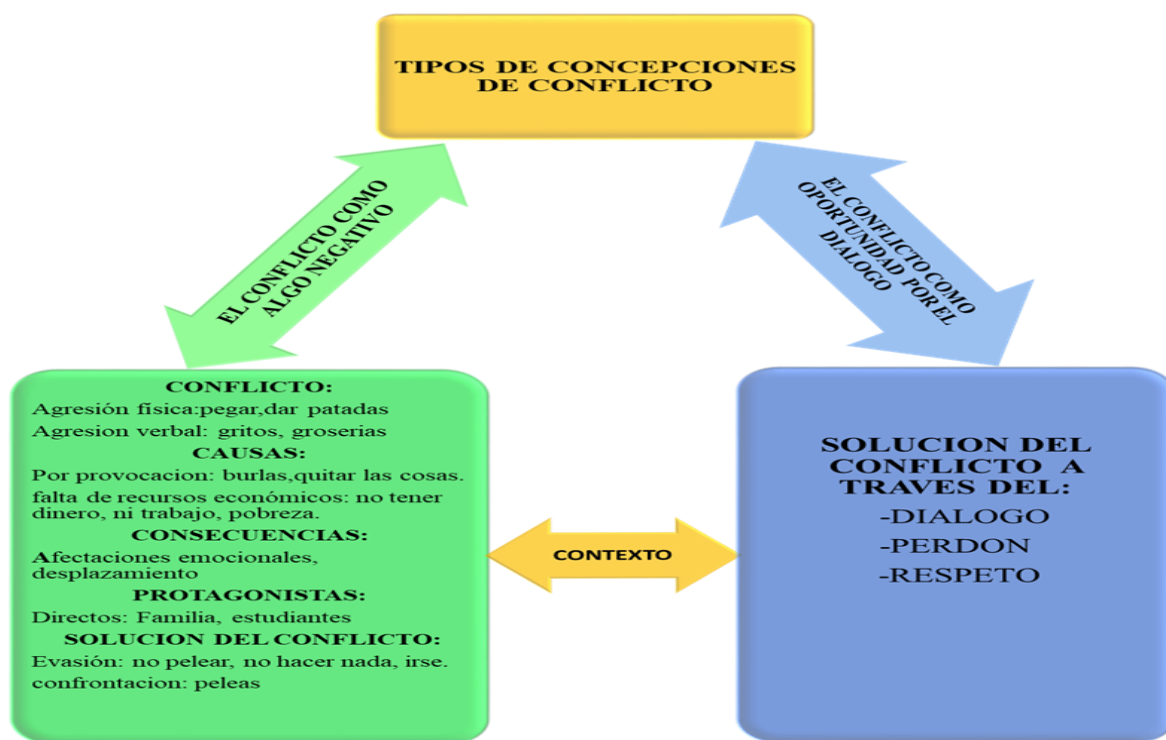 TIPOS DE CONCEPCIONES
DE CONFLICTO
EL CONFLICTO COMO
ALGO NEGATIVO
EL CONFLICTO COMO
OPORTUNIDAD POR EL
DIALOGO
CONFLICTO:
Agresión física:pegar,dar patadas
Agresion verbal: gritos, groserias
CAUSAS:
Por provocacion: burlas,quitar las cosas.
falta de recursos económicos: no tener
dinero, ni trabajo, pobreza.
CONSECUENCIAS:
Afectaciones emocionales,
desplazamiento
PROTAGONISTAS:
Directos: Familia, estudiantes
SOLUCION DEL CONFLICTO:
Evasión: no pelear, no hacer nada, irse.
confrontacion: peleas
CONTEXTO
SOLUCION DEL
CONFLICTO A
TRAVES DEL:
-DIALOGO
-PERDON
-RESPETO